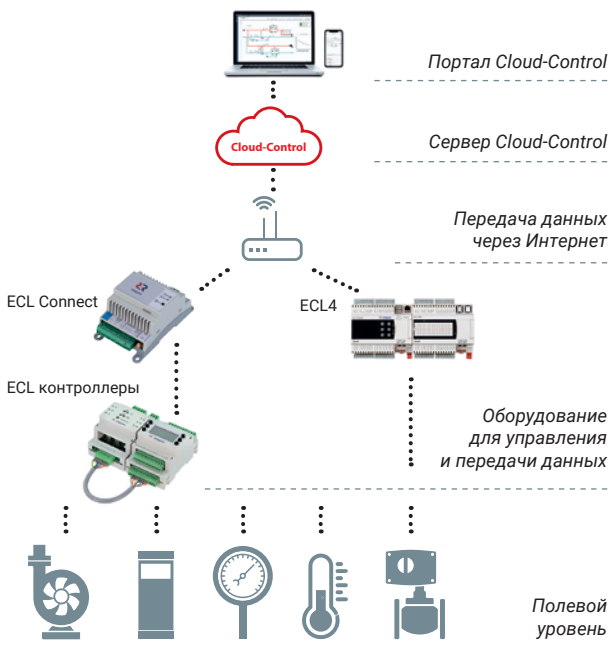 Портал Cloud-Control
Cloud-Control
Сервер Cloud-Control
Передача данных
через Интернет
ECL Connect
ECL4
ECL контроллеры
Оборудование
для управления
и передачи данных
Полевой
уровень